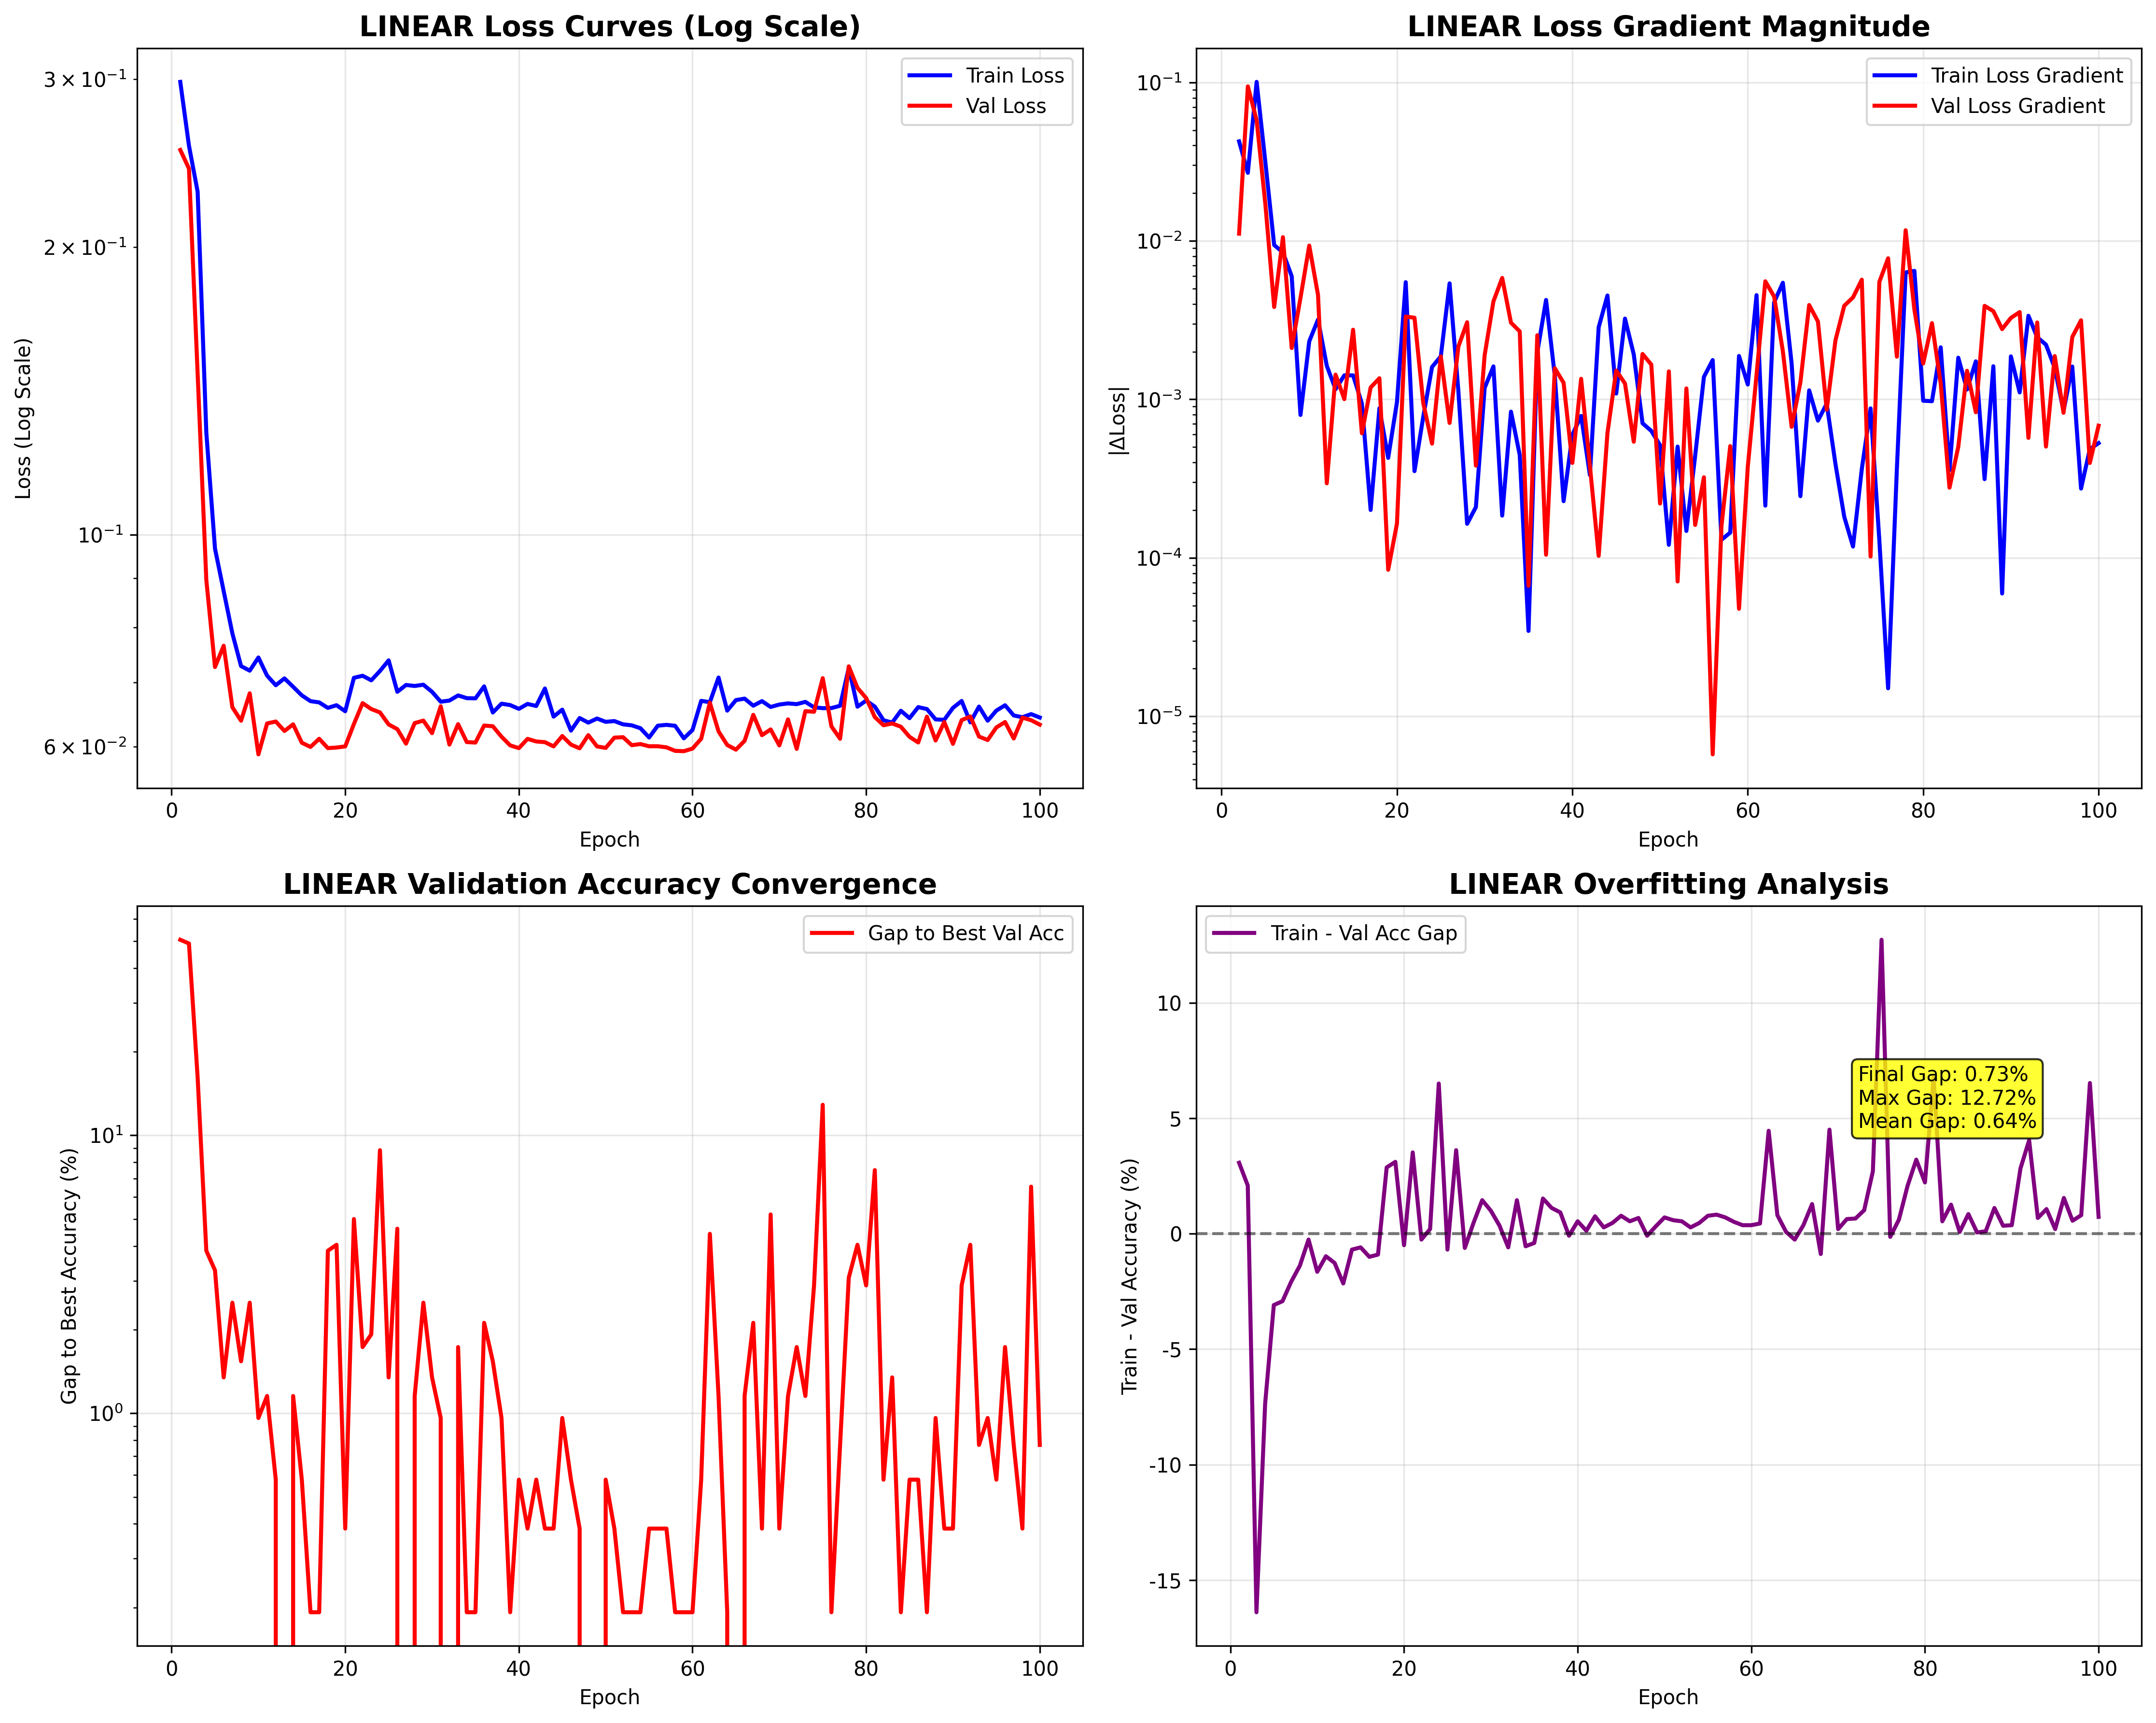 LINEAR Loss Curves (Log Scale)
Train Loss
Val Loss
3 × 10⁻¹
2 × 10⁻¹
10⁻¹
6 × 10⁻²
Loss (Log Scale)
0 20 40 60 80 100
Epoch
LINEAR Loss Gradient Magnitude
Train Loss Gradient
Val Loss Gradient
10⁻¹
10⁻²
10⁻³
10⁻⁴
10⁻⁵
|ΔLoss|
0 20 40 60 80 100
Epoch
LINEAR Validation Accuracy Convergence
Gap to Best Val Acc
10¹
10⁰
Gap to Best Accuracy (%)
0 20 40 60 80 100
Epoch
LINEAR Overfitting Analysis
Train - Val Acc Gap
Final Gap: 0.73%
Max Gap: 12.72%
Mean Gap: 0.64%
10
5
0
-5
-10
-15
Train - Val Accuracy (%)
0 20 40 60 80 100
Epoch